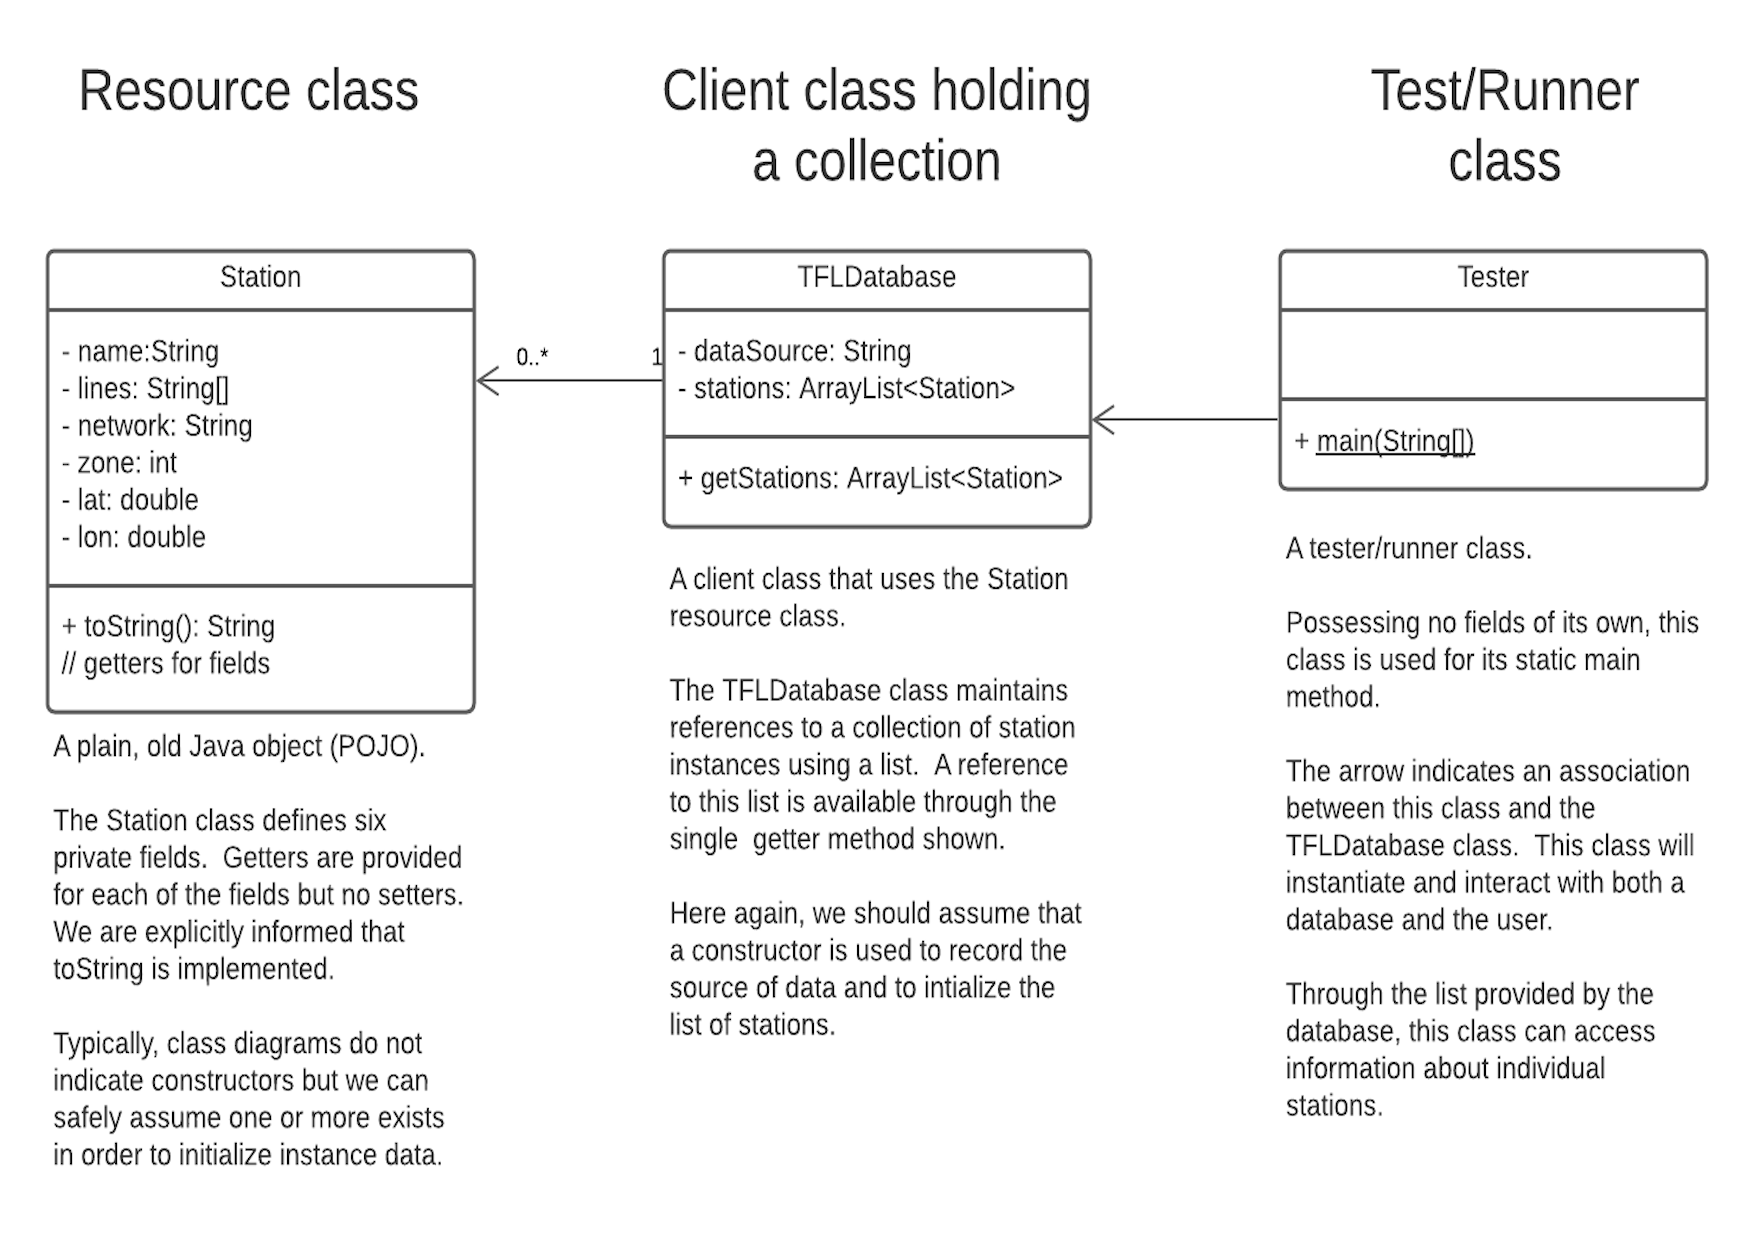 Resource class
Client class holding
a collection
Test/Runner
class
Station
- name:String
- lines: String[]
- network: String
- zone: int
- lat: double
- lon: double
+ toString(): String
// getters for fields
A plain, old Java object (POJO).
The Station class defines six
private fields.  Getters are provided
for each of the fields but no setters.
We are explicitly informed that
toString is implemented.
Typically, class diagrams do not
indicate constructors but we can
safely assume one or more exists
in order to initialize instance data.
0..*
1
TFLDatabase
- dataSource: String
- stations: ArrayList<Station>
+ getStations: ArrayList<Station>
A client class that uses the Station
resource class.
The TFLDatabase class maintains
references to a collection of station
instances using a list.  A reference
to this list is available through the
single  getter method shown.
Here again, we should assume that
a constructor is used to record the
source of data and to intialize the
list of stations.
Tester
+ main(String[])
A tester/runner class.
Possessing no fields of its own, this
class is used for its static main
method.
The arrow indicates an association
between this class and the
TFLDatabase class.  This class will
instantiate and interact with both a
database and the user.
Through the list provided by the
database, this class can access
information about individual
stations.